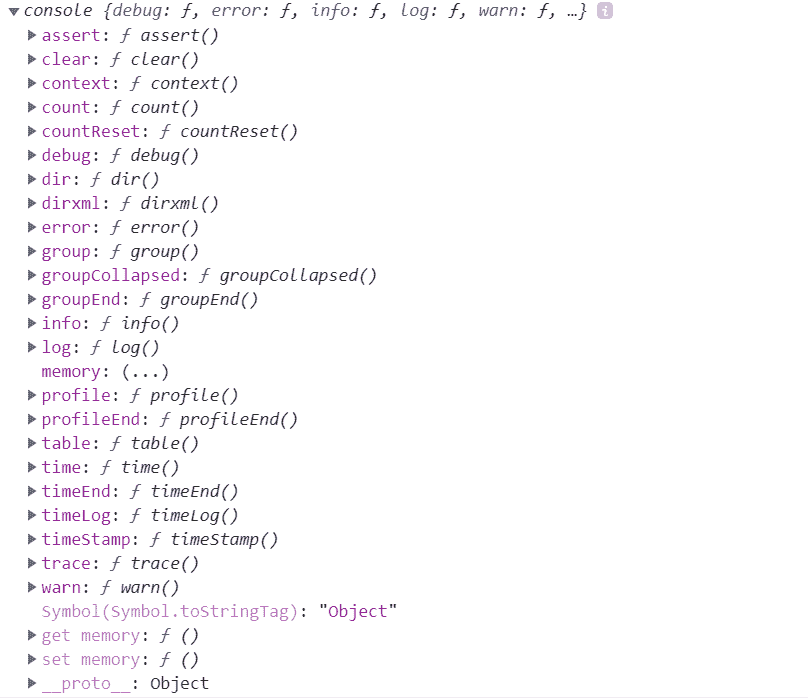 console {debug: ƒ, error: ƒ, info: ƒ, log: ƒ, warn: ƒ, …} i
assert: ƒ assert()
clear: ƒ clear()
context: ƒ context()
count: ƒ count()
countReset: ƒ countReset()
debug: ƒ debug()
dir: ƒ dir()
dirxml: ƒ dirxml()
error: ƒ error()
group: ƒ group()
groupCollapsed: ƒ groupCollapsed()
groupEnd: ƒ groupEnd()
info: ƒ info()
log: ƒ log()
memory: (...)
profile: ƒ profile()
profileEnd: ƒ profileEnd()
table: ƒ table()
time: ƒ time()
timeEnd: ƒ timeEnd()
timeLog: ƒ timeLog()
timeStamp: ƒ timeStamp()
trace: ƒ trace()
warn: ƒ warn()
Symbol(Symbol.toStringTag): "Object"
get memory: ƒ ()
set memory: ƒ ()
__proto__: Object